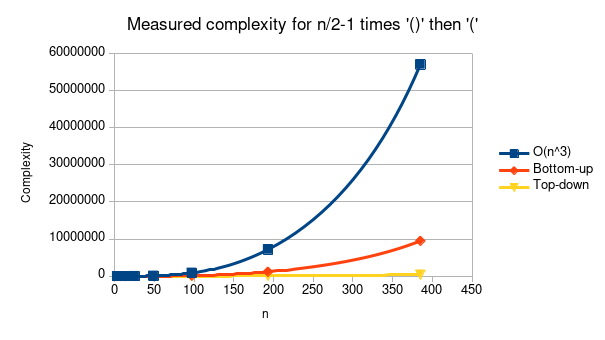 Measured complexity for n/2-1 times '()' then '('
60000000
50000000
40000000
30000000
20000000
10000000
0
Complexity
0 50 100 150 200 250 300 350 400 450
n
O(n^3)
Bottom-up
Top-down